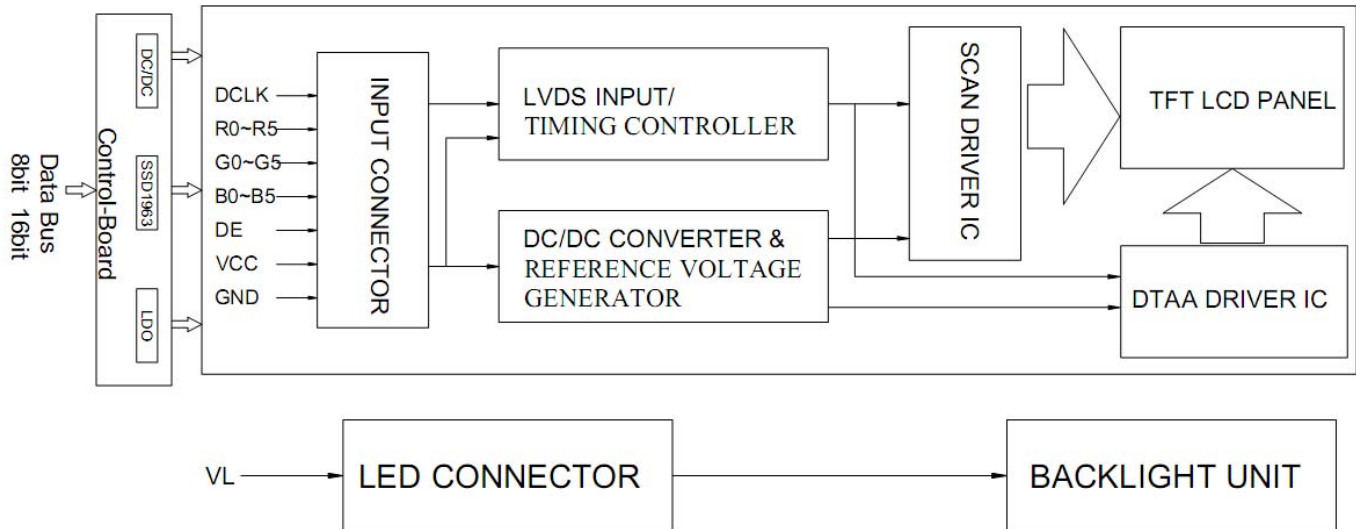 Data Bus
8bit 16bit
Control-Board
DC/DC
SSD1963
LDO
DCLK
R0~R5
G0~G5
B0~B5
DE
VCC
GND
INPUT CONNECTOR
LVDS INPUT/
TIMING CONTROLLER
DC/DC CONVERTER &
REFERENCE VOLTAGE
GENERATOR
SCAN DRIVER IC
TFT LCD PANEL
DTAA DRIVER IC
VL
LED CONNECTOR
BACKLIGHT UNIT